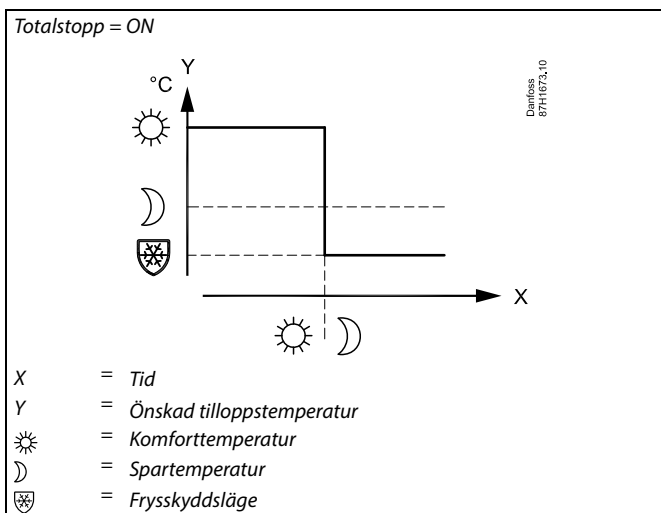 Totalstopp = ON
Y
°C
Danfoss
87H1673.10
X
X = Tid
Y = Önskad tilloppstemperatur
= Komforttemperatur
= Spartemperatur
= Frysskyddsläge